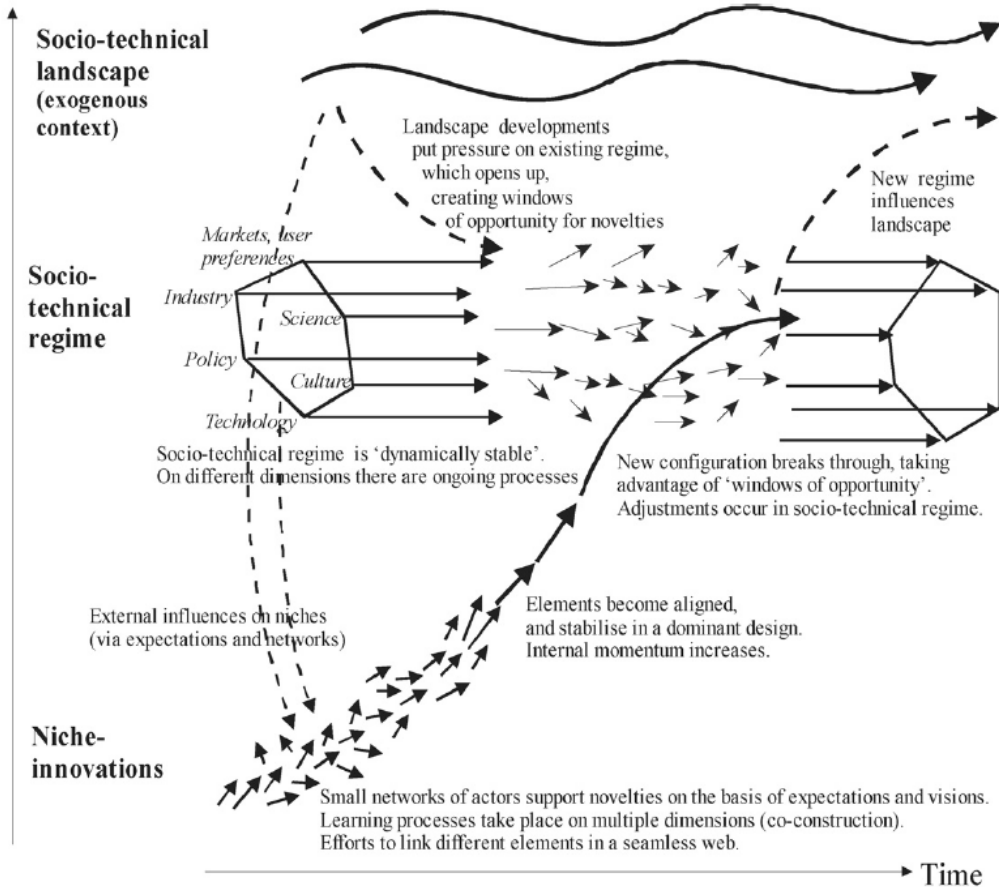 Socio-technical
landscape
(exogenous
context)
Landscape developments
put pressure on existing regime,
which opens up,
creating windows
of opportunity for novelties
New regime
influences
landscape
Socio-
technical
regime
Markets, user
preferences
Industry
Science
Policy
Culture
Technology
Socio-technical regime is ‘dynamically stable’.
On different dimensions there are ongoing processes
New configuration breaks through, taking
advantage of ‘windows of opportunity’.
Adjustments occur in socio-technical regime.
External influences on niches
(via expectations and networks)
Elements become aligned,
and stabilise in a dominant design.
Internal momentum increases.
Niche-
innovations
Small networks of actors support novelties on the basis of expectations and visions.
Learning processes take place on multiple dimensions (co-construction).
Efforts to link different elements in a seamless web.
Time